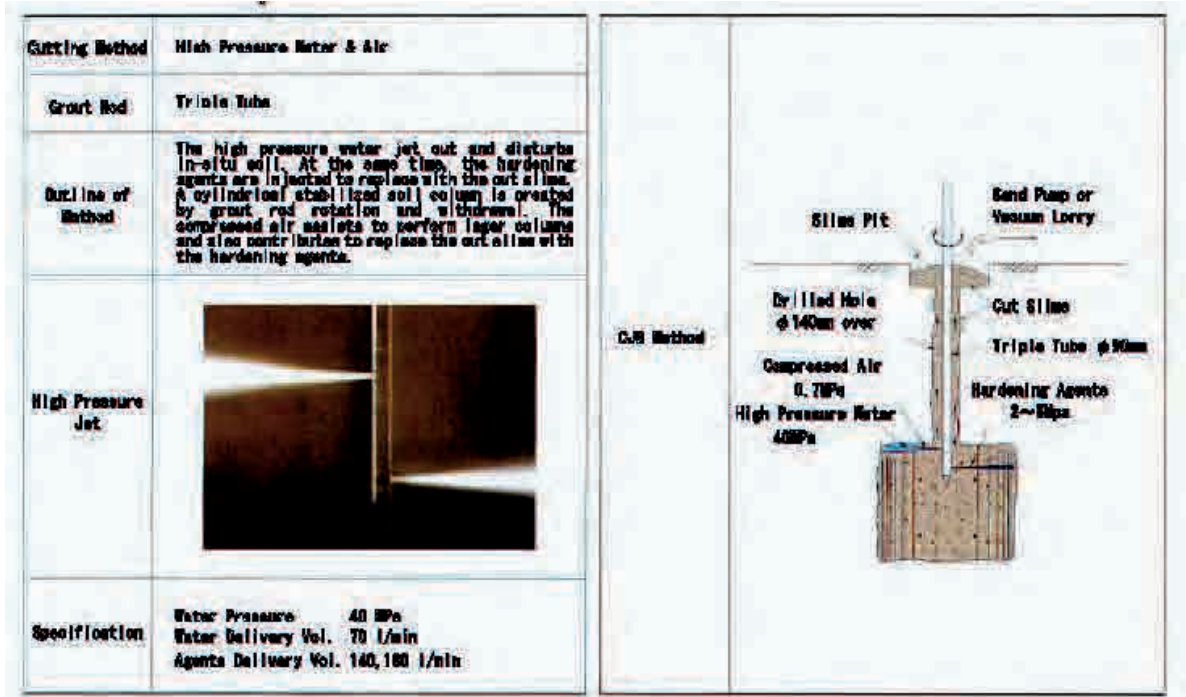 Cutting Method
High Pressure Water & Air
Grout Rod
Triple Tube
Outline of
Method
The high pressure water jet cut and disturbs
in-situ soil. At the same time, the hardening
agents are injected to replace with the cut slime.
A cylindrical stabilized soil column is created
by grout rod rotation and withdrawal. The
compressed air assists to perform lager columns
and also contributes to replace the cut slime with
the hardening agents.
High Pressure
Jet
Specification
Water Pressure 40 MPa
Water Delivery Vol. 70 l/min
Agents Delivery Vol. 140,180 l/min
Method
Slime Pit
Sand Pump or
Vacuum Lorry
Drilled Hole
φ140mm over
Cut Slime
Triple Tube φ90mm
Compressed Air
0.7MPa
Hardening Agents
High Pressure Water
40MPa